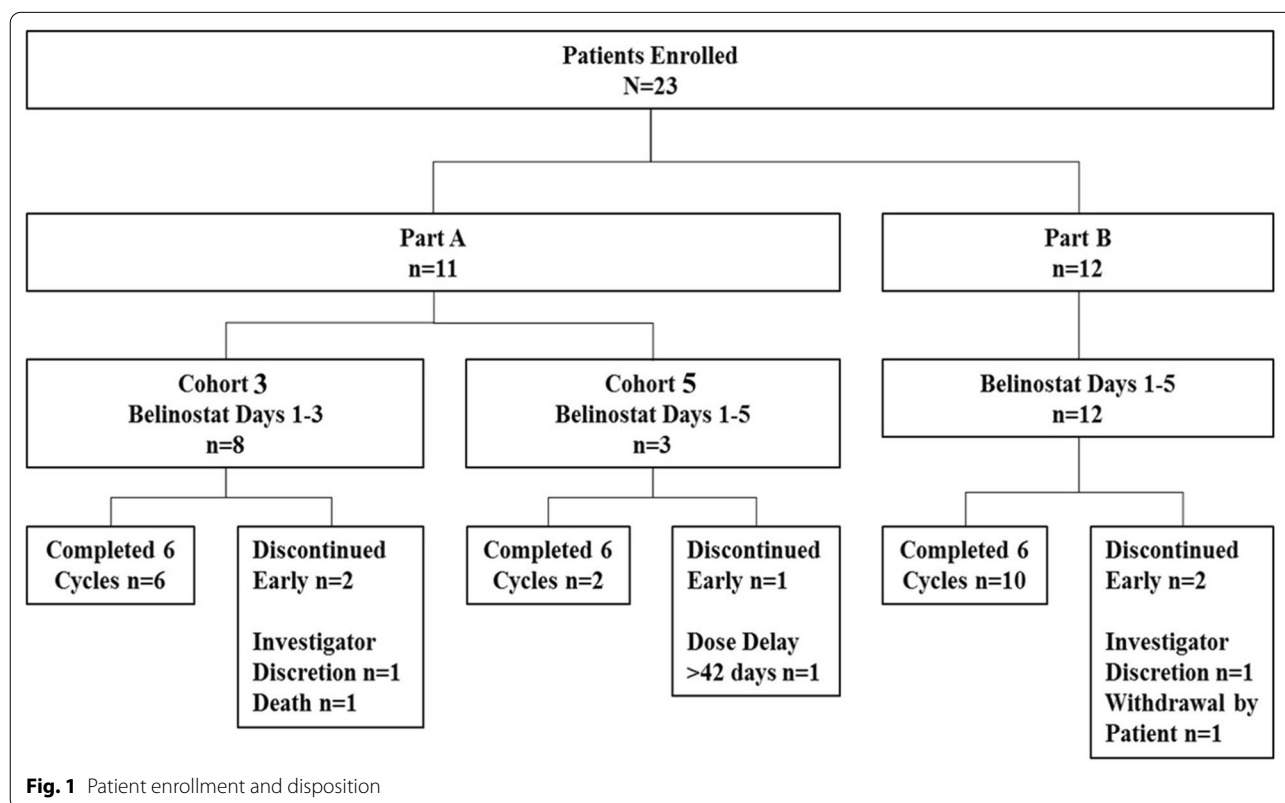 Patients Enrolled
N=23
Part A
n=11
Part B
n=12
Cohort 3
Belinostat Days 1-3
n=8
Cohort 5
Belinostat Days 1-5
n=3
Belinostat Days 1-5
n=12
Completed 6
Cycles n=6
Discontinued
Early n=2
Investigator
Discretion n=1
Death n=1
Completed 6
Cycles n=2
Discontinued
Early n=1
Dose Delay
>42 days n=1
Completed 6
Cycles n=10
Discontinued
Early n=2
Investigator
Discretion n=1
Withdrawal by
Patient n=1
Fig. 1 Patient enrollment and disposition